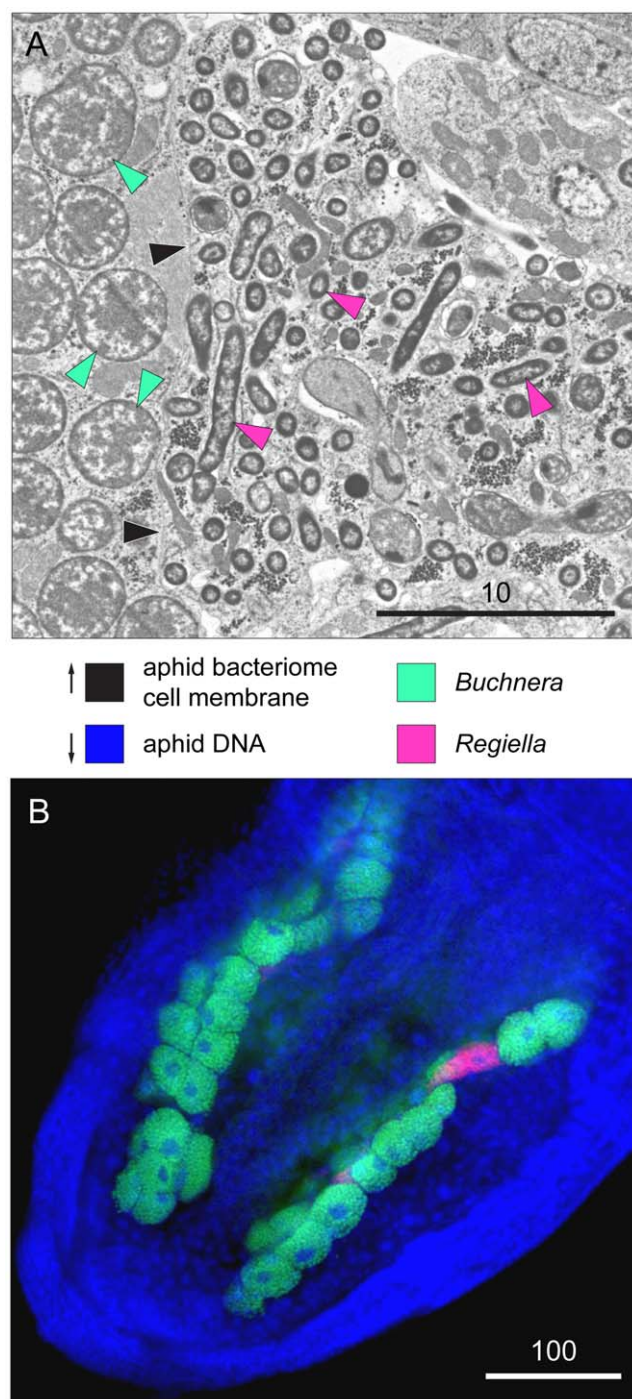 A
10
↑ aphid bacteriome
cell membrane
Buchnera
↓ aphid DNA
Regiella
B
100